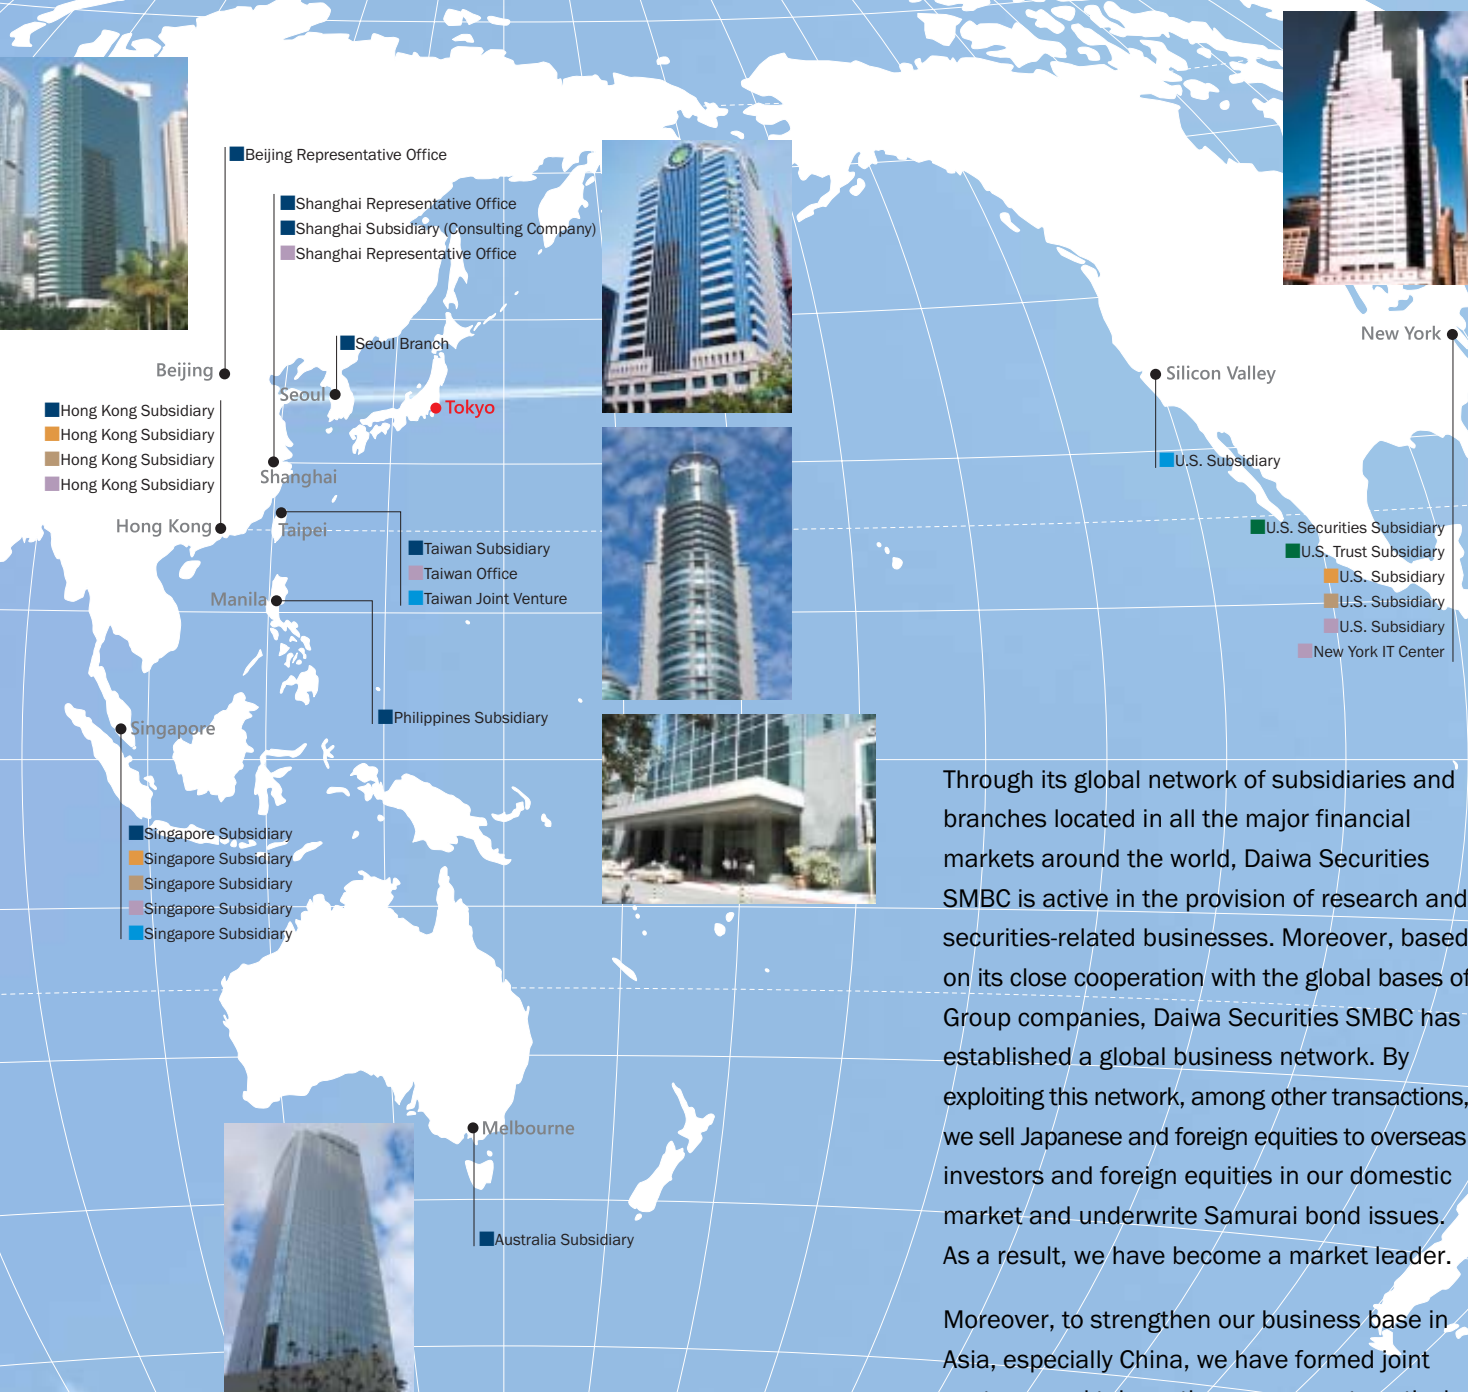 Beijing Representative Office
Shanghai Representative Office
Shanghai Subsidiary (Consulting Company)
Shanghai Representative Office
Seoul Branch
Beijing
Seoul
Tokyo
Hong Kong Subsidiary
Hong Kong Subsidiary
Hong Kong Subsidiary
Hong Kong Subsidiary
Shanghai
Hong Kong
Taipei
Taiwan Subsidiary
Taiwan Office
Taiwan Joint Venture
Manila
Philippines Subsidiary
Singapore
Singapore Subsidiary
Singapore Subsidiary
Singapore Subsidiary
Singapore Subsidiary
Singapore Subsidiary
Melbourne
Australia Subsidiary
New York
Silicon Valley
U.S. Subsidiary
U.S. Securities Subsidiary
U.S. Trust Subsidiary
U.S. Subsidiary
U.S. Subsidiary
U.S. Subsidiary
New York IT Center
Through its global network of subsidiaries and
branches located in all the major financial
markets around the world, Daiwa Securities
SMBC is active in the provision of research and
securities-related businesses. Moreover, based
on its close cooperation with the global bases of
Group companies, Daiwa Securities SMBC has
established a global business network. By
exploiting this network, among other transactions,
we sell Japanese and foreign equities to overseas
investors and foreign equities in our domestic
market and underwrite Samurai bond issues.
As a result, we have become a market leader.
Moreover, to strengthen our business base in
Asia, especially China, we have formed joint